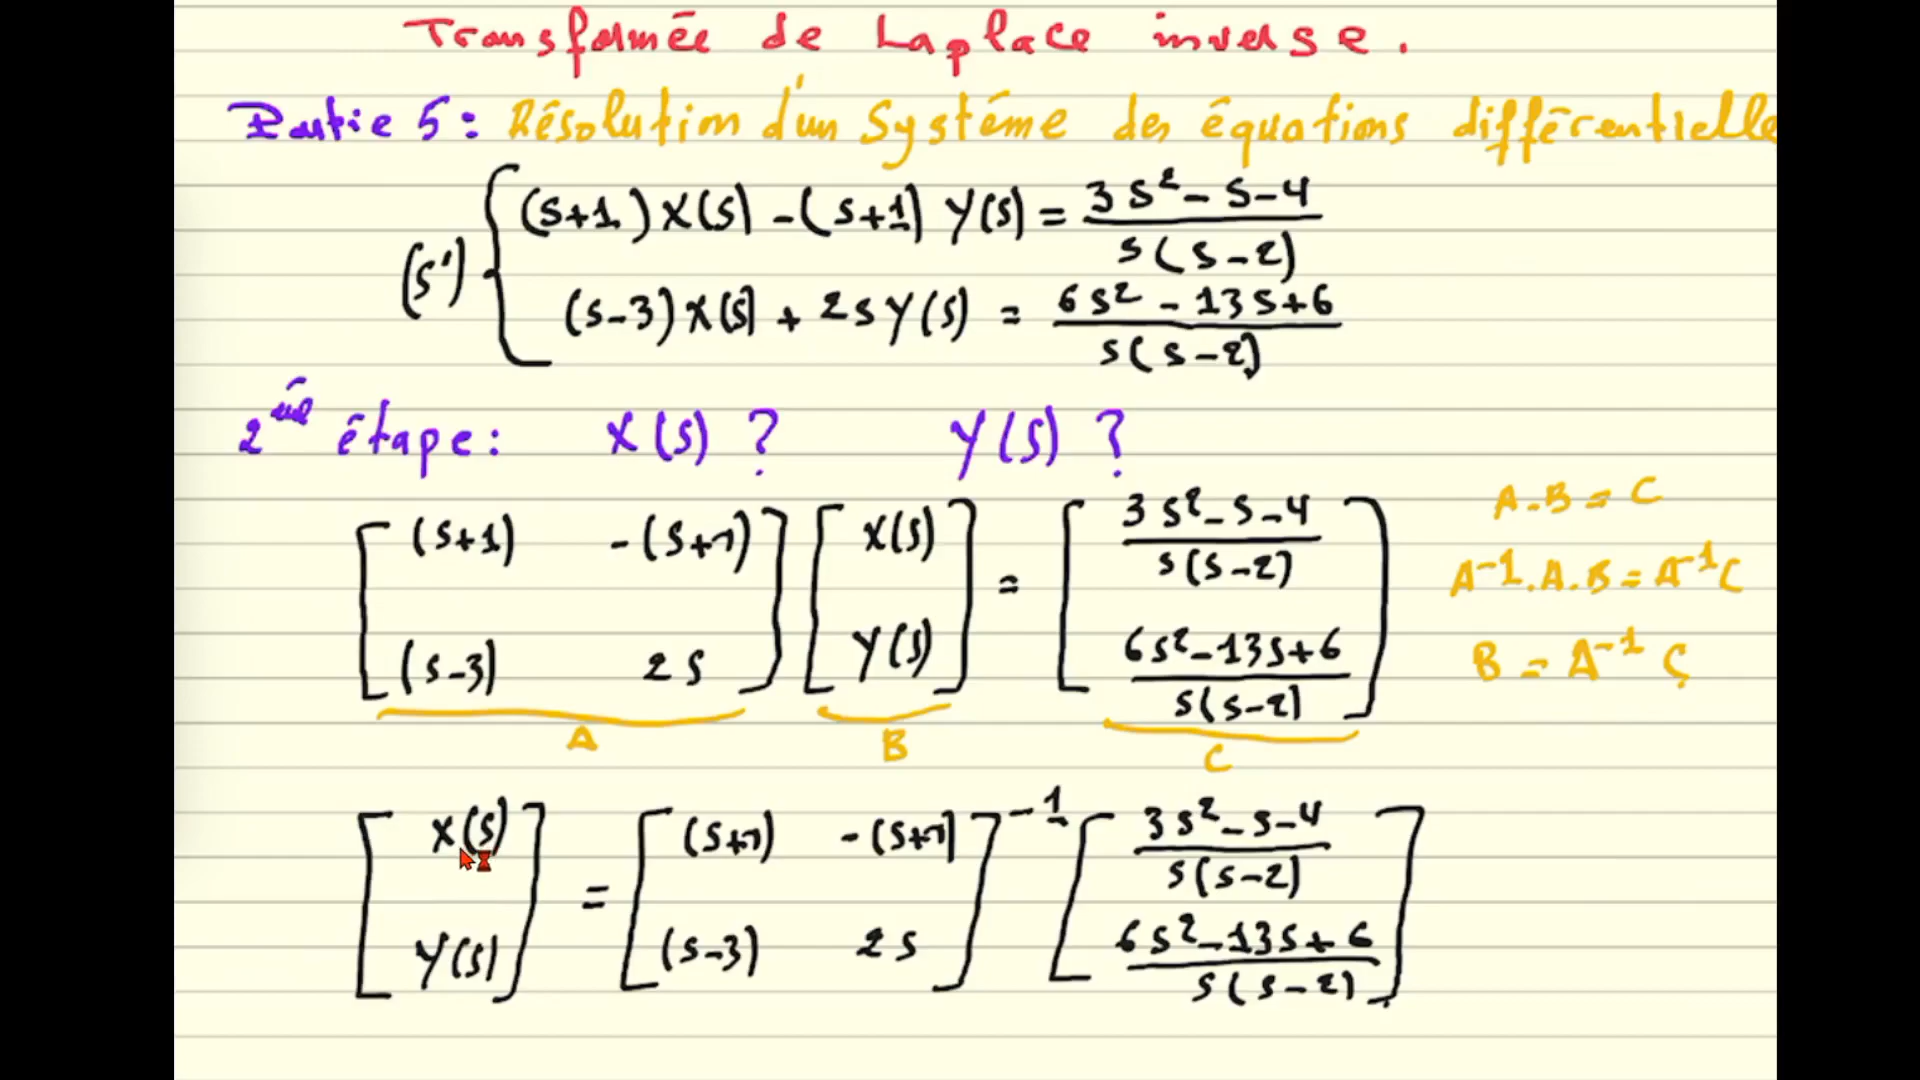 Transformée de Laplace inverse.
Partie 5: Résolution d'un système des équations différentielle
(S') { (s+1) X(s) - (s+1) Y(s) = (3s² - s - 4) / (s(s-2))
(s-3) X(s) + 2s Y(s) = (6s² - 13s + 6) / (s(s-2))
2ème étape: X(s)? Y(s)?
[(s+1) -(s+1)] [X(s)] = [(3s² - s - 4) / (s(s-2))]
[(s-3) 2s] [Y(s)] [(6s² - 13s + 6) / (s(s-2))]
A B C
A.B = C
A⁻¹.A.B = A⁻¹C
B = A⁻¹ C
[X(s)] = [(s+1) -(s+1)]⁻¹ [(3s² - s - 4) / (s(s-2))]
[Y(s)] [(s-3) 2s] [(6s² - 13s + 6) / (s(s-2))]